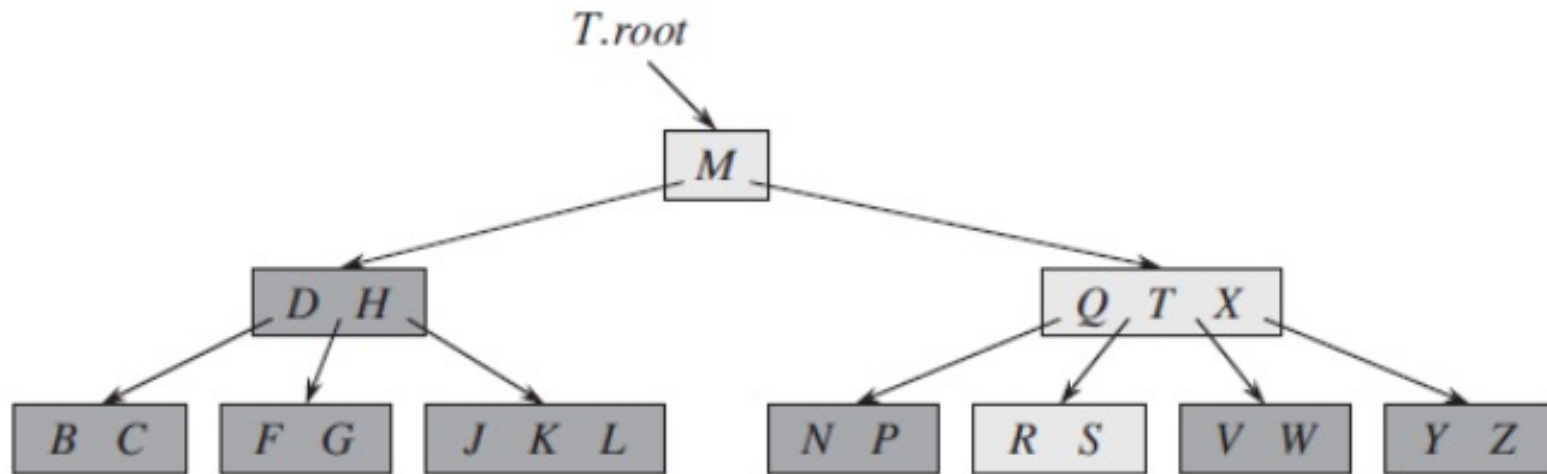 T.root
M
D H
Q T X
B C
F G
J K L
N P
R S
V W
Y Z